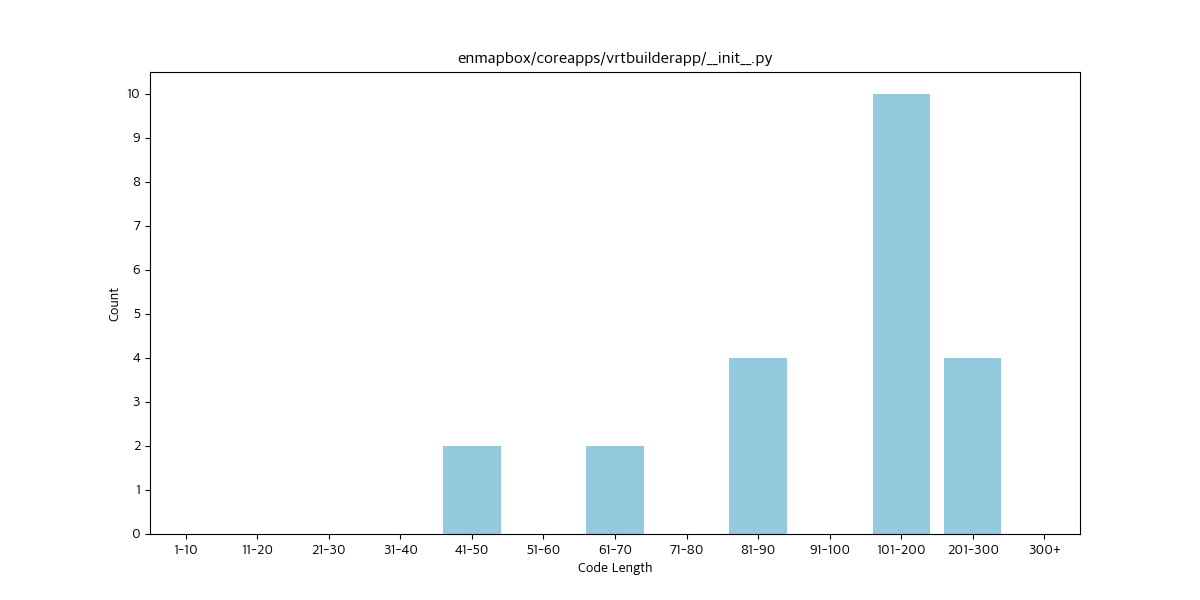 enmapbox/coreapps/vrtbuilderapp/__init__.py
10
9
8
7
6
5
4
3
2
1
0
Count
1-10 11-20 21-30 31-40 41-50 51-60 61-70 71-80 81-90 91-100 101-200 201-300 300+
Code Length